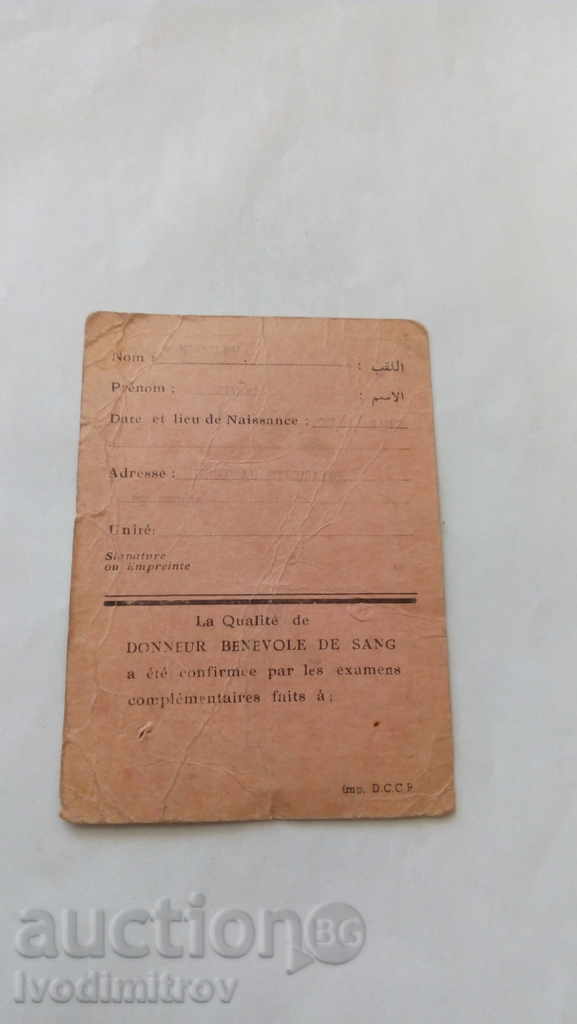 Nom : اللقب :
Prénom : الاسم :
Date et lieu de Naissance :
Adresse :
Unité:
Signature
ou Empreinte
La Qualité de
DONNEUR BENEVOLE DE SANG
a été confirmée par les examens
complémentaires faits à :
imp. D.C.C P.
auction BG
Ivodimitrov